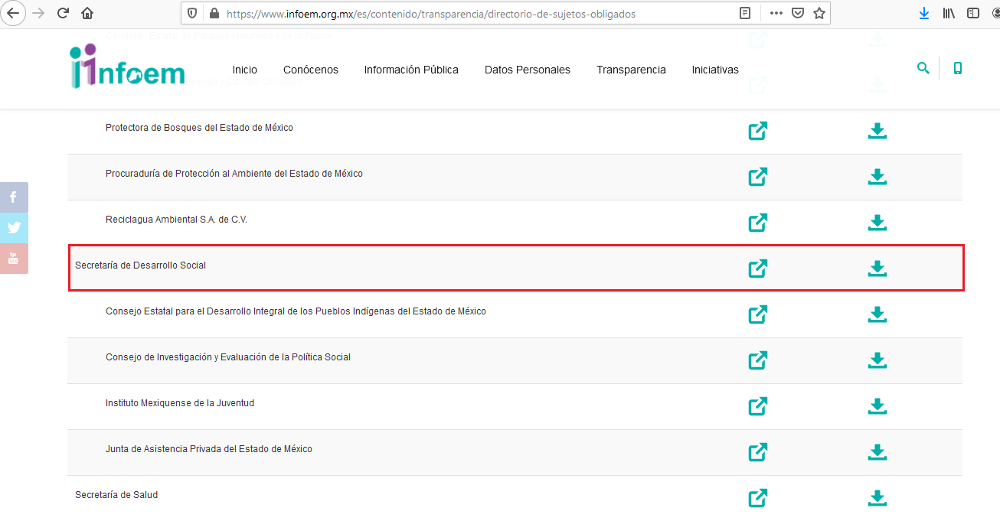 https://www.infoem.org.mx/es/contenido/transparencia/directorio-de-sujetos-obligados
infoem
Inicio Conócenos Información Pública Datos Personales Transparencia Iniciativas
Protectora de Bosques del Estado de México
Procuraduría de Protección al Ambiente del Estado de México
Reciclagua Ambiental S.A. de C.V.
Secretaría de Desarrollo Social
Consejo Estatal para el Desarrollo Integral de los Pueblos Indígenas del Estado de México
Consejo de Investigación y Evaluación de la Política Social
Instituto Mexiquense de la Juventud
Junta de Asistencia Privada del Estado de México
Secretaría de Salud